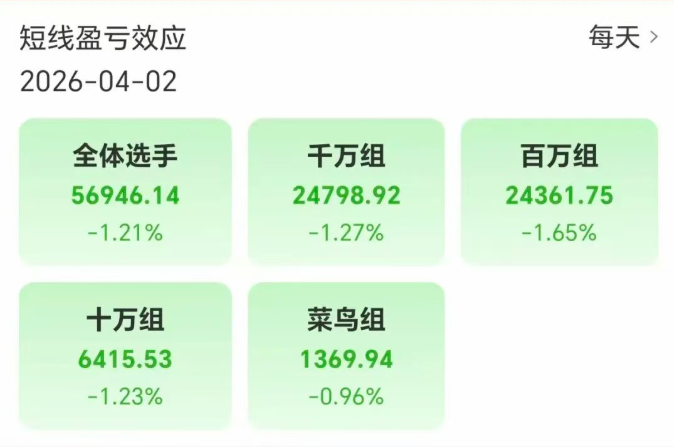 短线盈亏效应
每天 >
2026-04-02
全体选手
56946.14
-1.21%
千万组
24798.92
-1.27%
百万组
24361.75
-1.65%
十万组
6415.53
-1.23%
菜鸟组
1369.94
-0.96%